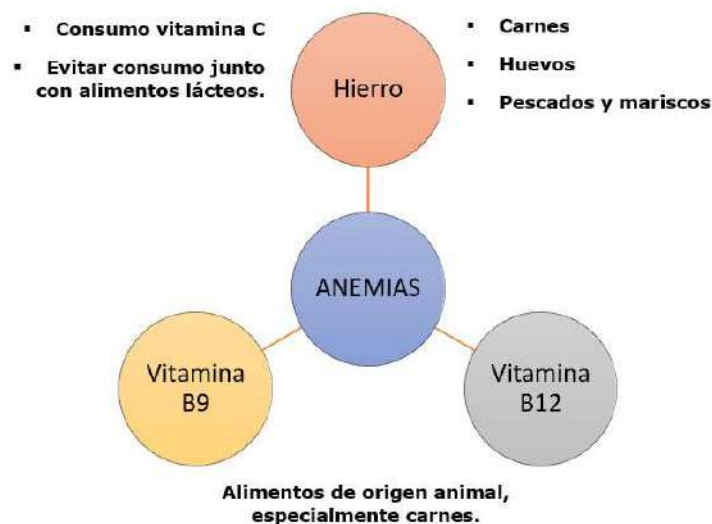 ▪ Consumo vitamina C
▪ Evitar consumo junto
con alimentos lácteos.
Hierro
▪ Carnes
▪ Huevos
▪ Pescados y mariscos
ANEMIAS
Vitamina
B9
Vitamina
B12
Alimentos de origen animal,
especialmente carnes.